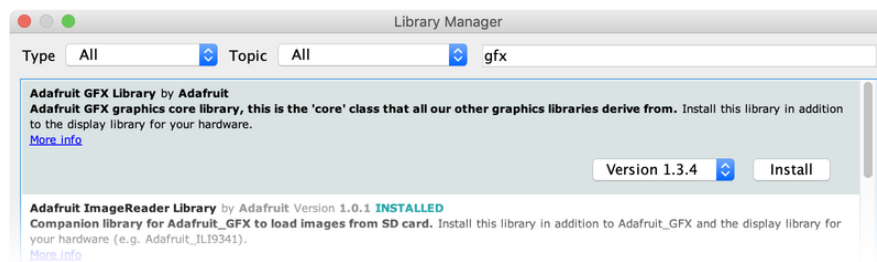 Library Manager
Type All Topic All gfx
Adafruit GFX Library by Adafruit
Adafruit GFX graphics core library, this is the 'core' class that all our other graphics libraries derive from. Install this library in addition
to the display library for your hardware.
More info
Version 1.3.4 Install
Adafruit ImageReader Library by Adafruit Version 1.0.1 INSTALLED
Companion library for Adafruit_GFX to load images from SD card. Install this library in addition to Adafruit_GFX and the display library for
your hardware (e.g. Adafruit_ILI9341).
More info